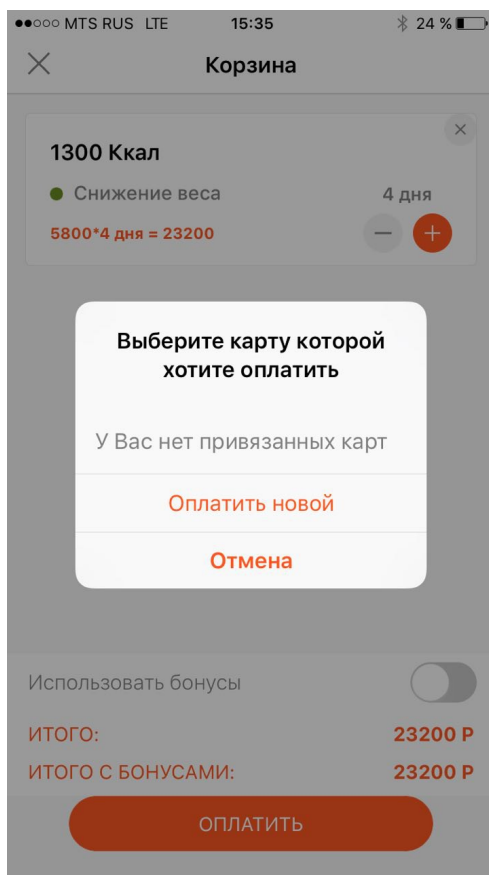 MTS RUS LTE 15:35 24 %
Корзина
1300 Ккал
Снижение веса 4 дня
5800*4 дня = 23200
Выберите карту которой
хотите оплатить
У Вас нет привязанных карт
Оплатить новой
Отмена
Использовать бонусы
ИТОГО: 23200 Р
ИТОГО С БОНУСАМИ: 23200 Р
ОПЛАТИТЬ